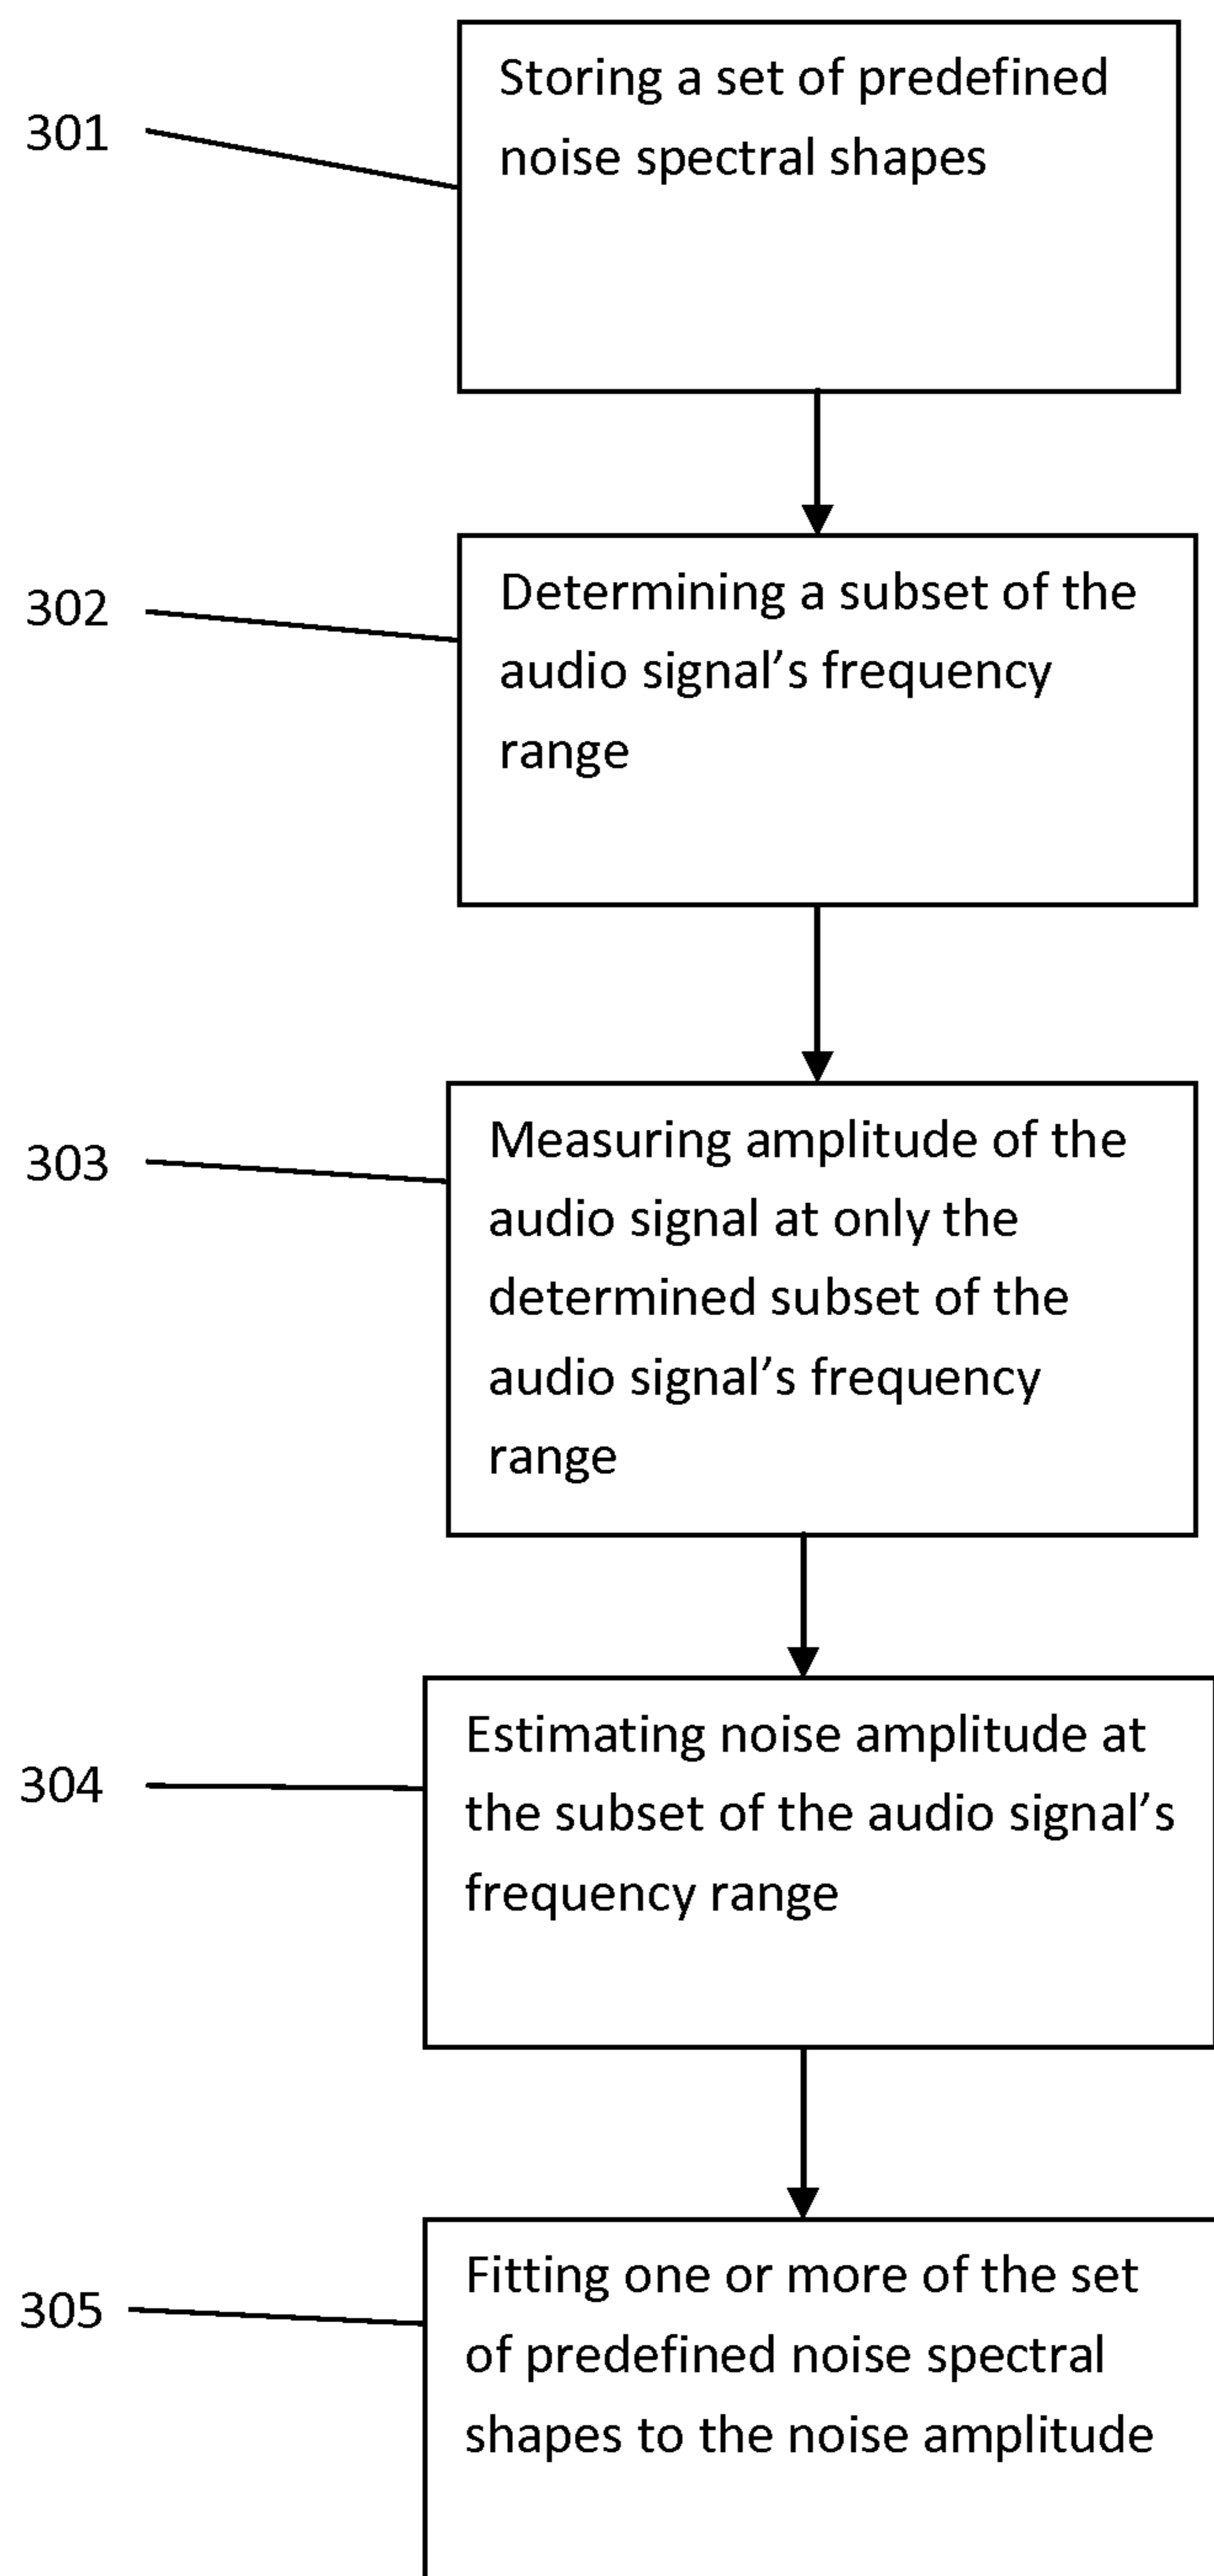 301
Storing a set of predefined
noise spectral shapes
302
Determining a subset of the
audio signal’s frequency
range
303
Measuring amplitude of the
audio signal at only the
determined subset of the
audio signal’s frequency
range
304
Estimating noise amplitude at
the subset of the audio signal’s
frequency range
305
Fitting one or more of the set
of predefined noise spectral
shapes to the noise amplitude